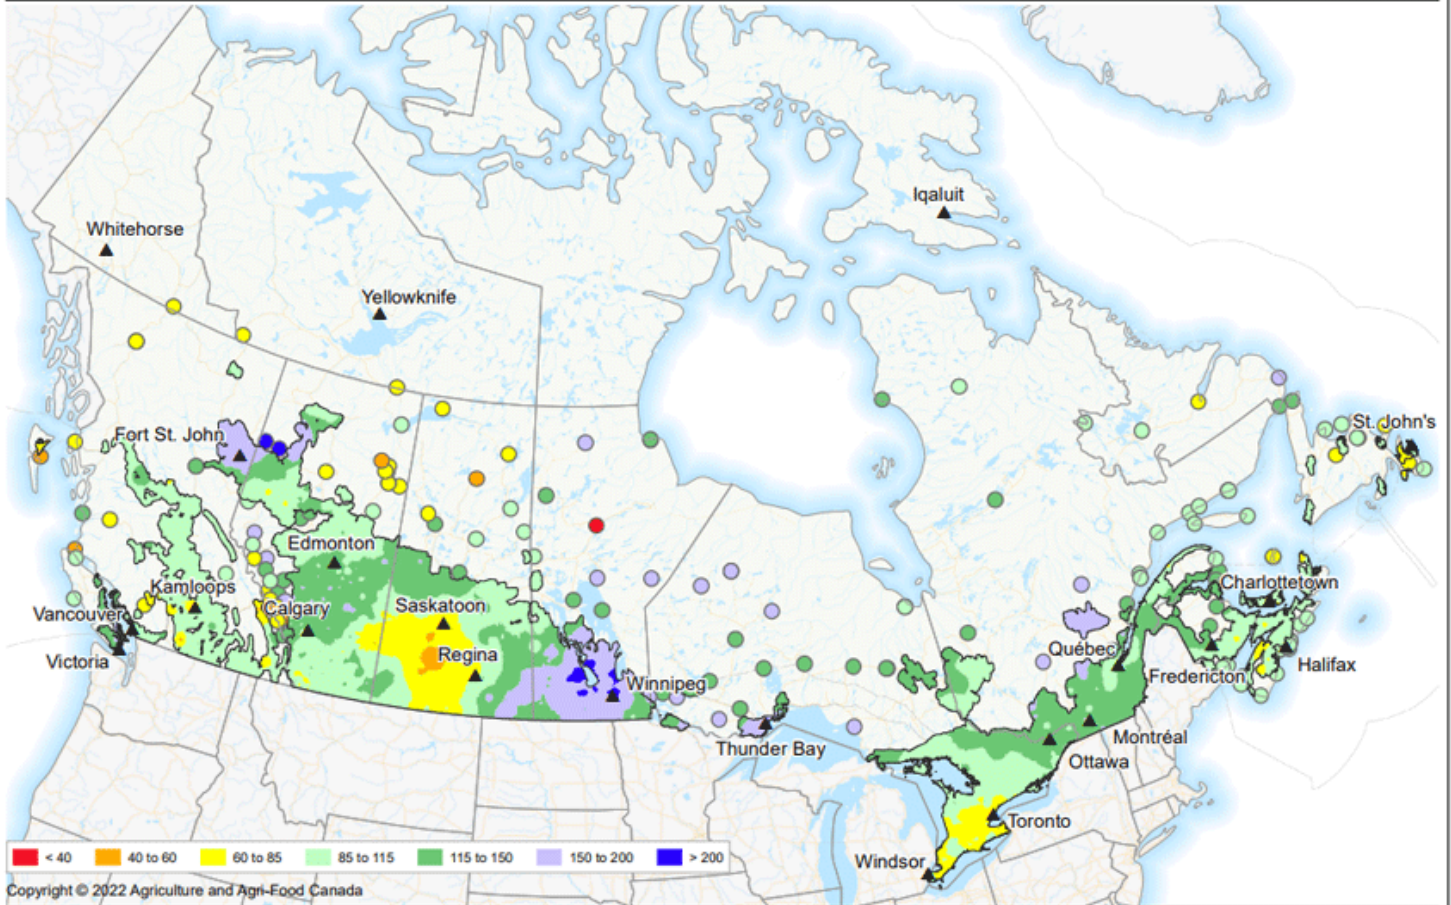 Iqaluit
Whitehorse
Yellowknife
St. John's
Fort St. John
Edmonton
Charlottetown
Kamloops
Vancouver
Calgary
Saskatoon
Québec
Victoria
Regina
Halifax
Fredericton
Winnipeg
Montréal
Thunder Bay
Ottawa
Toronto
Windsor
< 40 40 to 60 60 to 85 85 to 115 115 to 150 150 to 200 > 200
Copyright © 2022 Agriculture and Agri-Food Canada